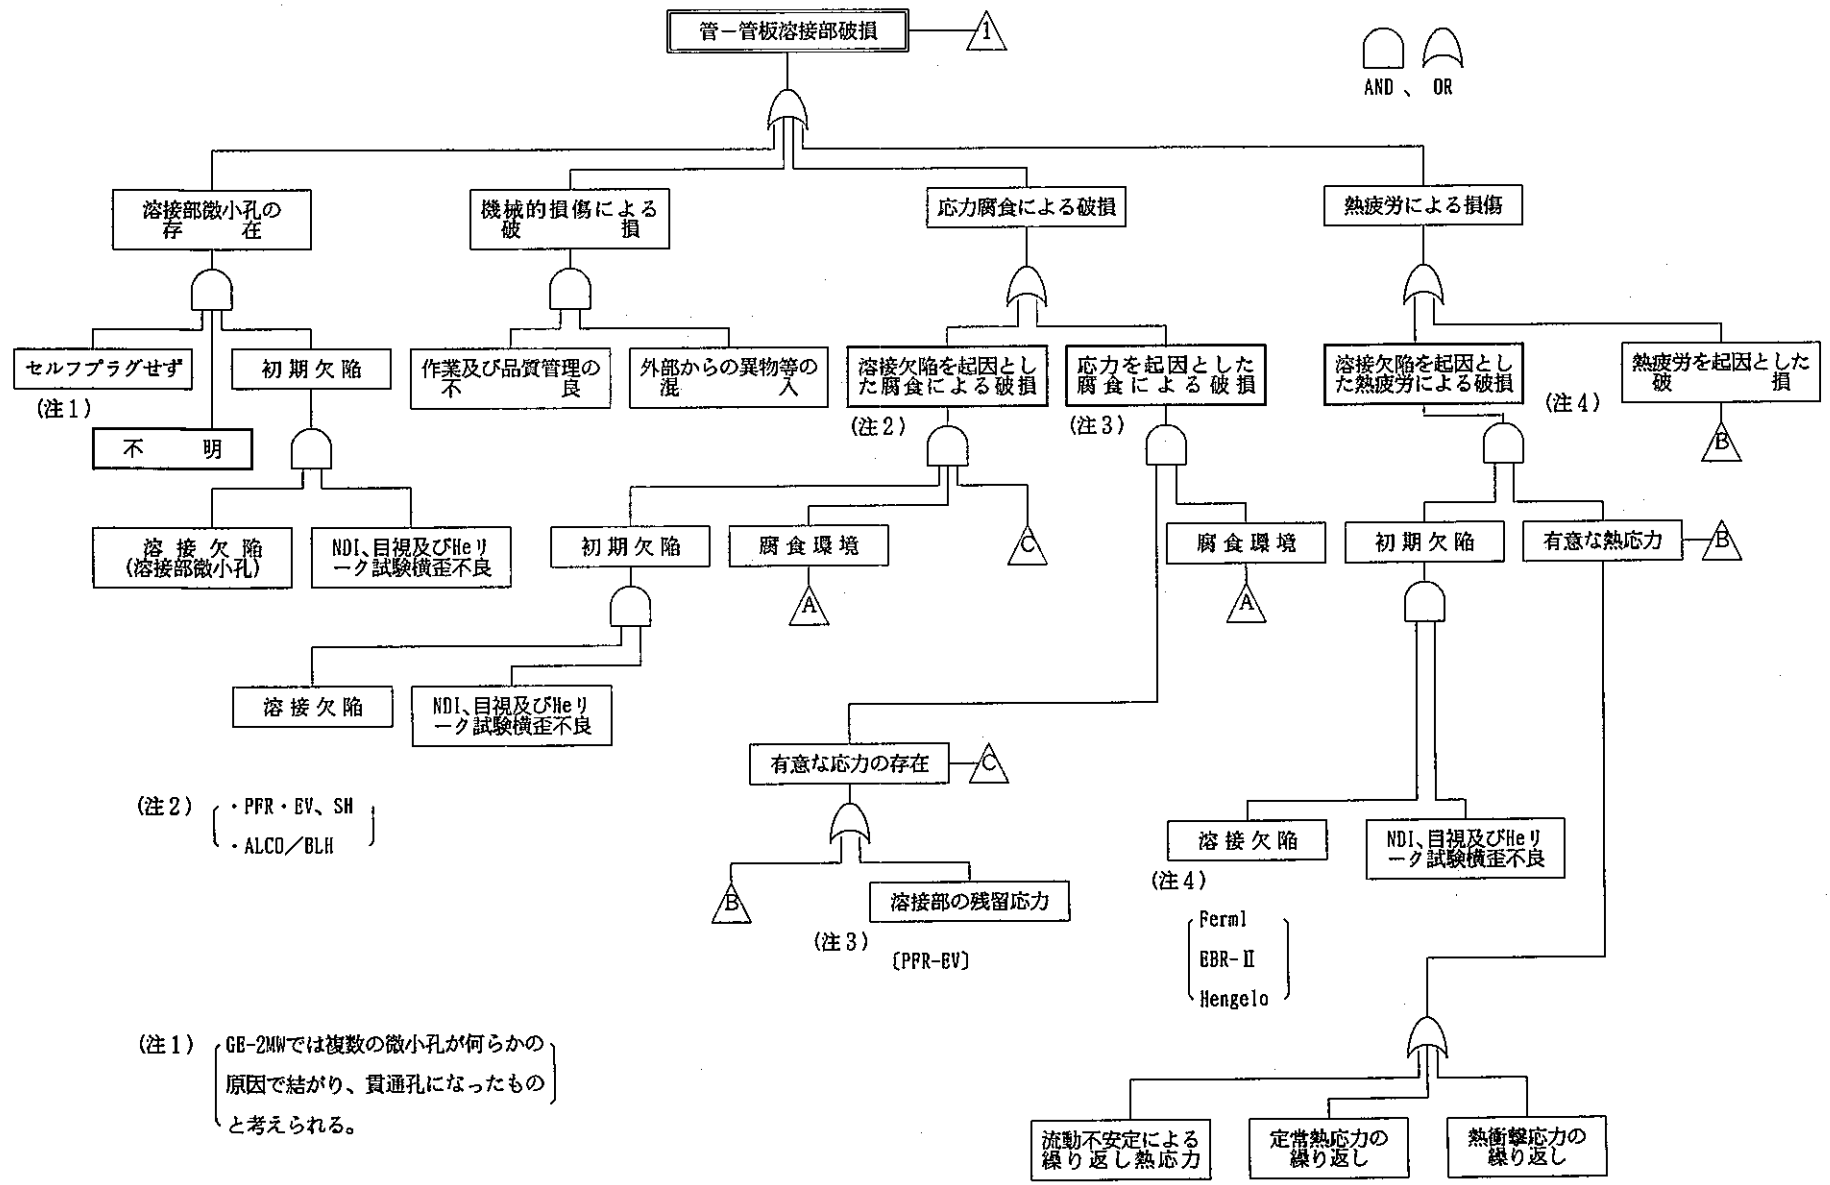 管－管板溶接部破損
1
AND 、 OR
溶接部微小孔の
存 在
機械的損傷による
破 損
応力腐食による破損
熱疲労による損傷
セルフプラグせず
(注1)
初期欠陥
作業及び品質管理の
不 良
外部からの異物等の
混 入
溶接欠陥を起因とし
た腐食による破損
(注2)
応力を起因とした
腐食による破損
(注3)
溶接欠陥を起因とし
た熱疲労による破損
(注4)
熱疲労を起因とした
破 損
B
不 明
溶接欠陥
(溶接部微小孔)
NDI、目視及びHeリ
ーク試験検歪不良
初期欠陥
腐食環境
A
C
腐食環境
A
初期欠陥
有意な熱応力
B
溶接欠陥
NDI、目視及びHeリ
ーク試験検歪不良
有意な応力の存在
C
(注2)
・PFR・EV、SH
・ALCO／BLH
B
溶接部の残留応力
(注3)
〔PFR-EV〕
溶接欠陥
NDI、目視及びHeリ
ーク試験検歪不良
(注4)
Ferm1
EBR-Ⅱ
Hengelo
(注1)
GE-2MWでは複数の微小孔が何らかの
原因で結がり、貫通孔になったもの
と考えられる。
流動不安定による
繰り返し熱応力
定常熱応力の
繰り返し
熱衝撃応力の
繰り返し